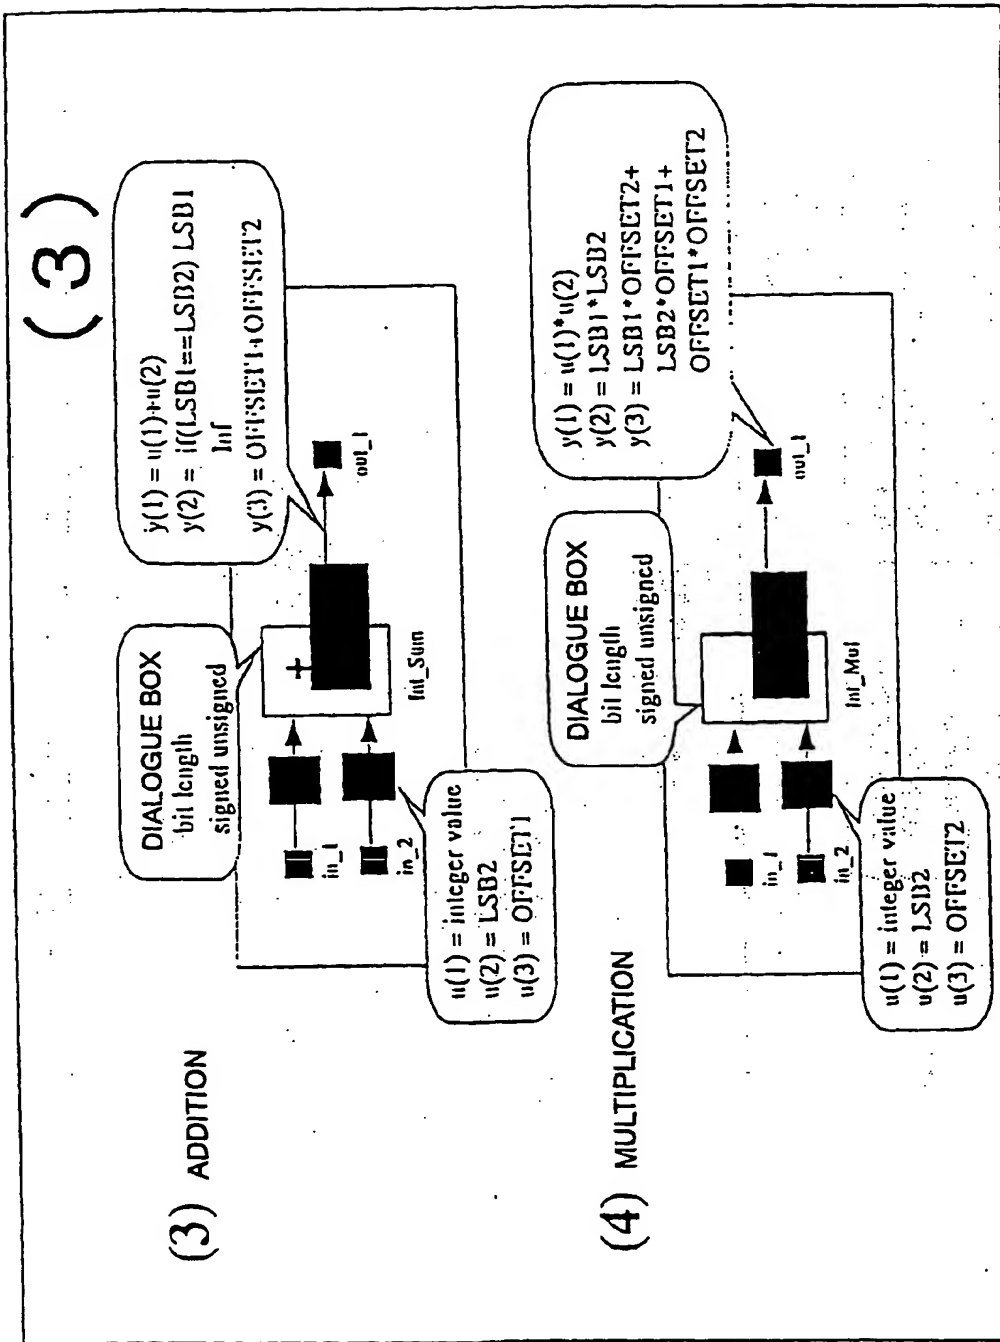 (3)
(3) ADDITION
DIALOGUE BOX
bit length
signed unsigned
y(1) = u(1)+u(2)
y(2) = if((LSB1==LSB2) LSB1
Inf
y(3) = OFFSET1+OFFSET2
+
in_1
in_2
Int_Sum
out_1
u(1) = integer value
u(2) = LSB2
u(3) = OFFSET1
(4) MULTIPLICATION
DIALOGUE BOX
bit length
signed unsigned
y(1) = u(1)*u(2)
y(2) = LSB1*LSB2
y(3) = LSB1*OFFSET2+
LSB2*OFFSET1+
OFFSET1*OFFSET2
in_1
in_2
Int_Mul
out_1
u(1) = integer value
u(2) = LSB2
u(3) = OFFSET2